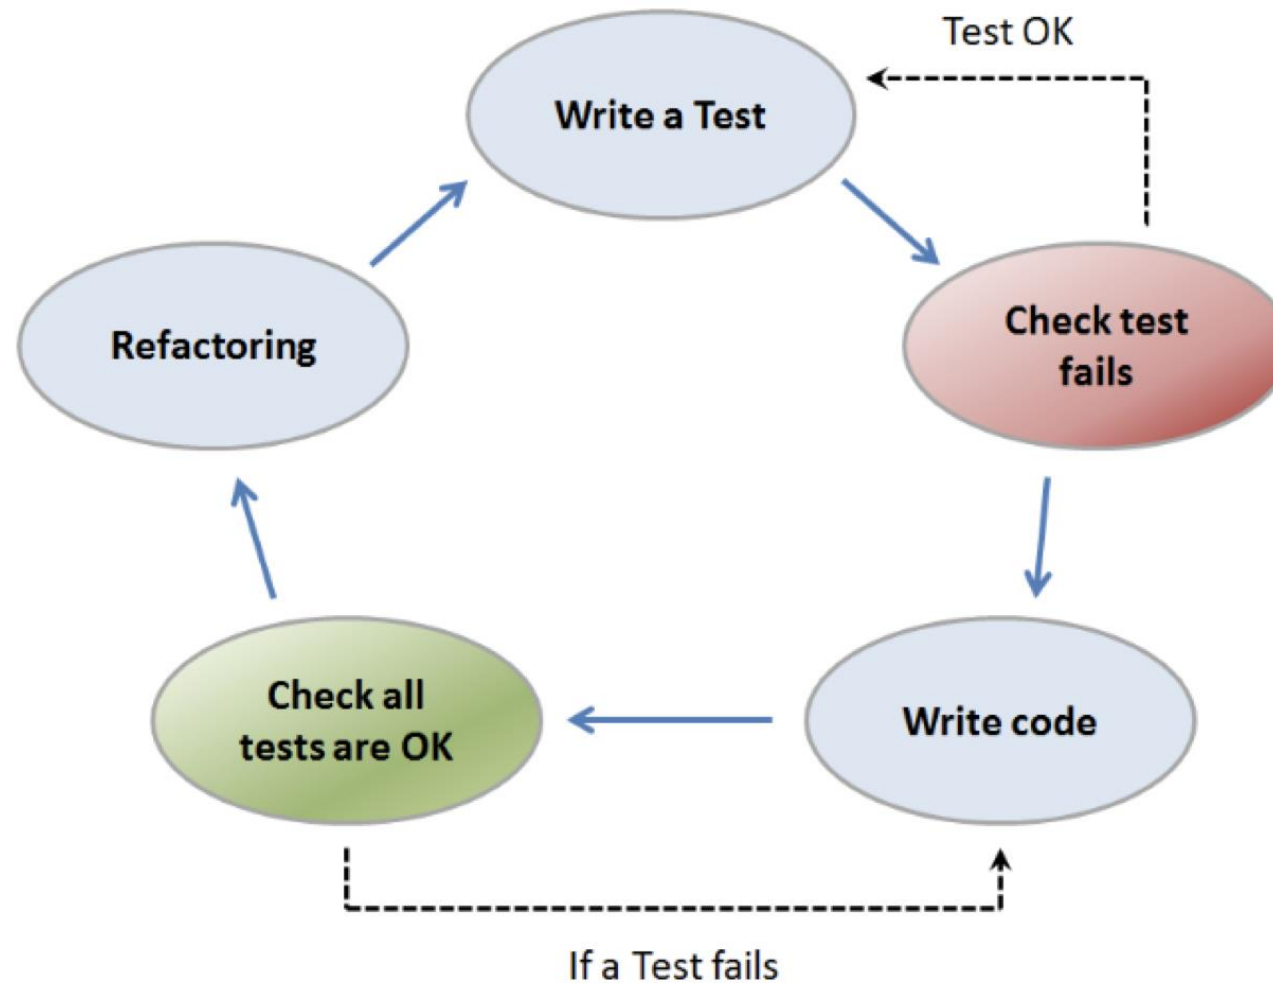 Test OK
Write a Test
Check test
fails
Refactoring
Check all
tests are OK
Write code
If a Test fails